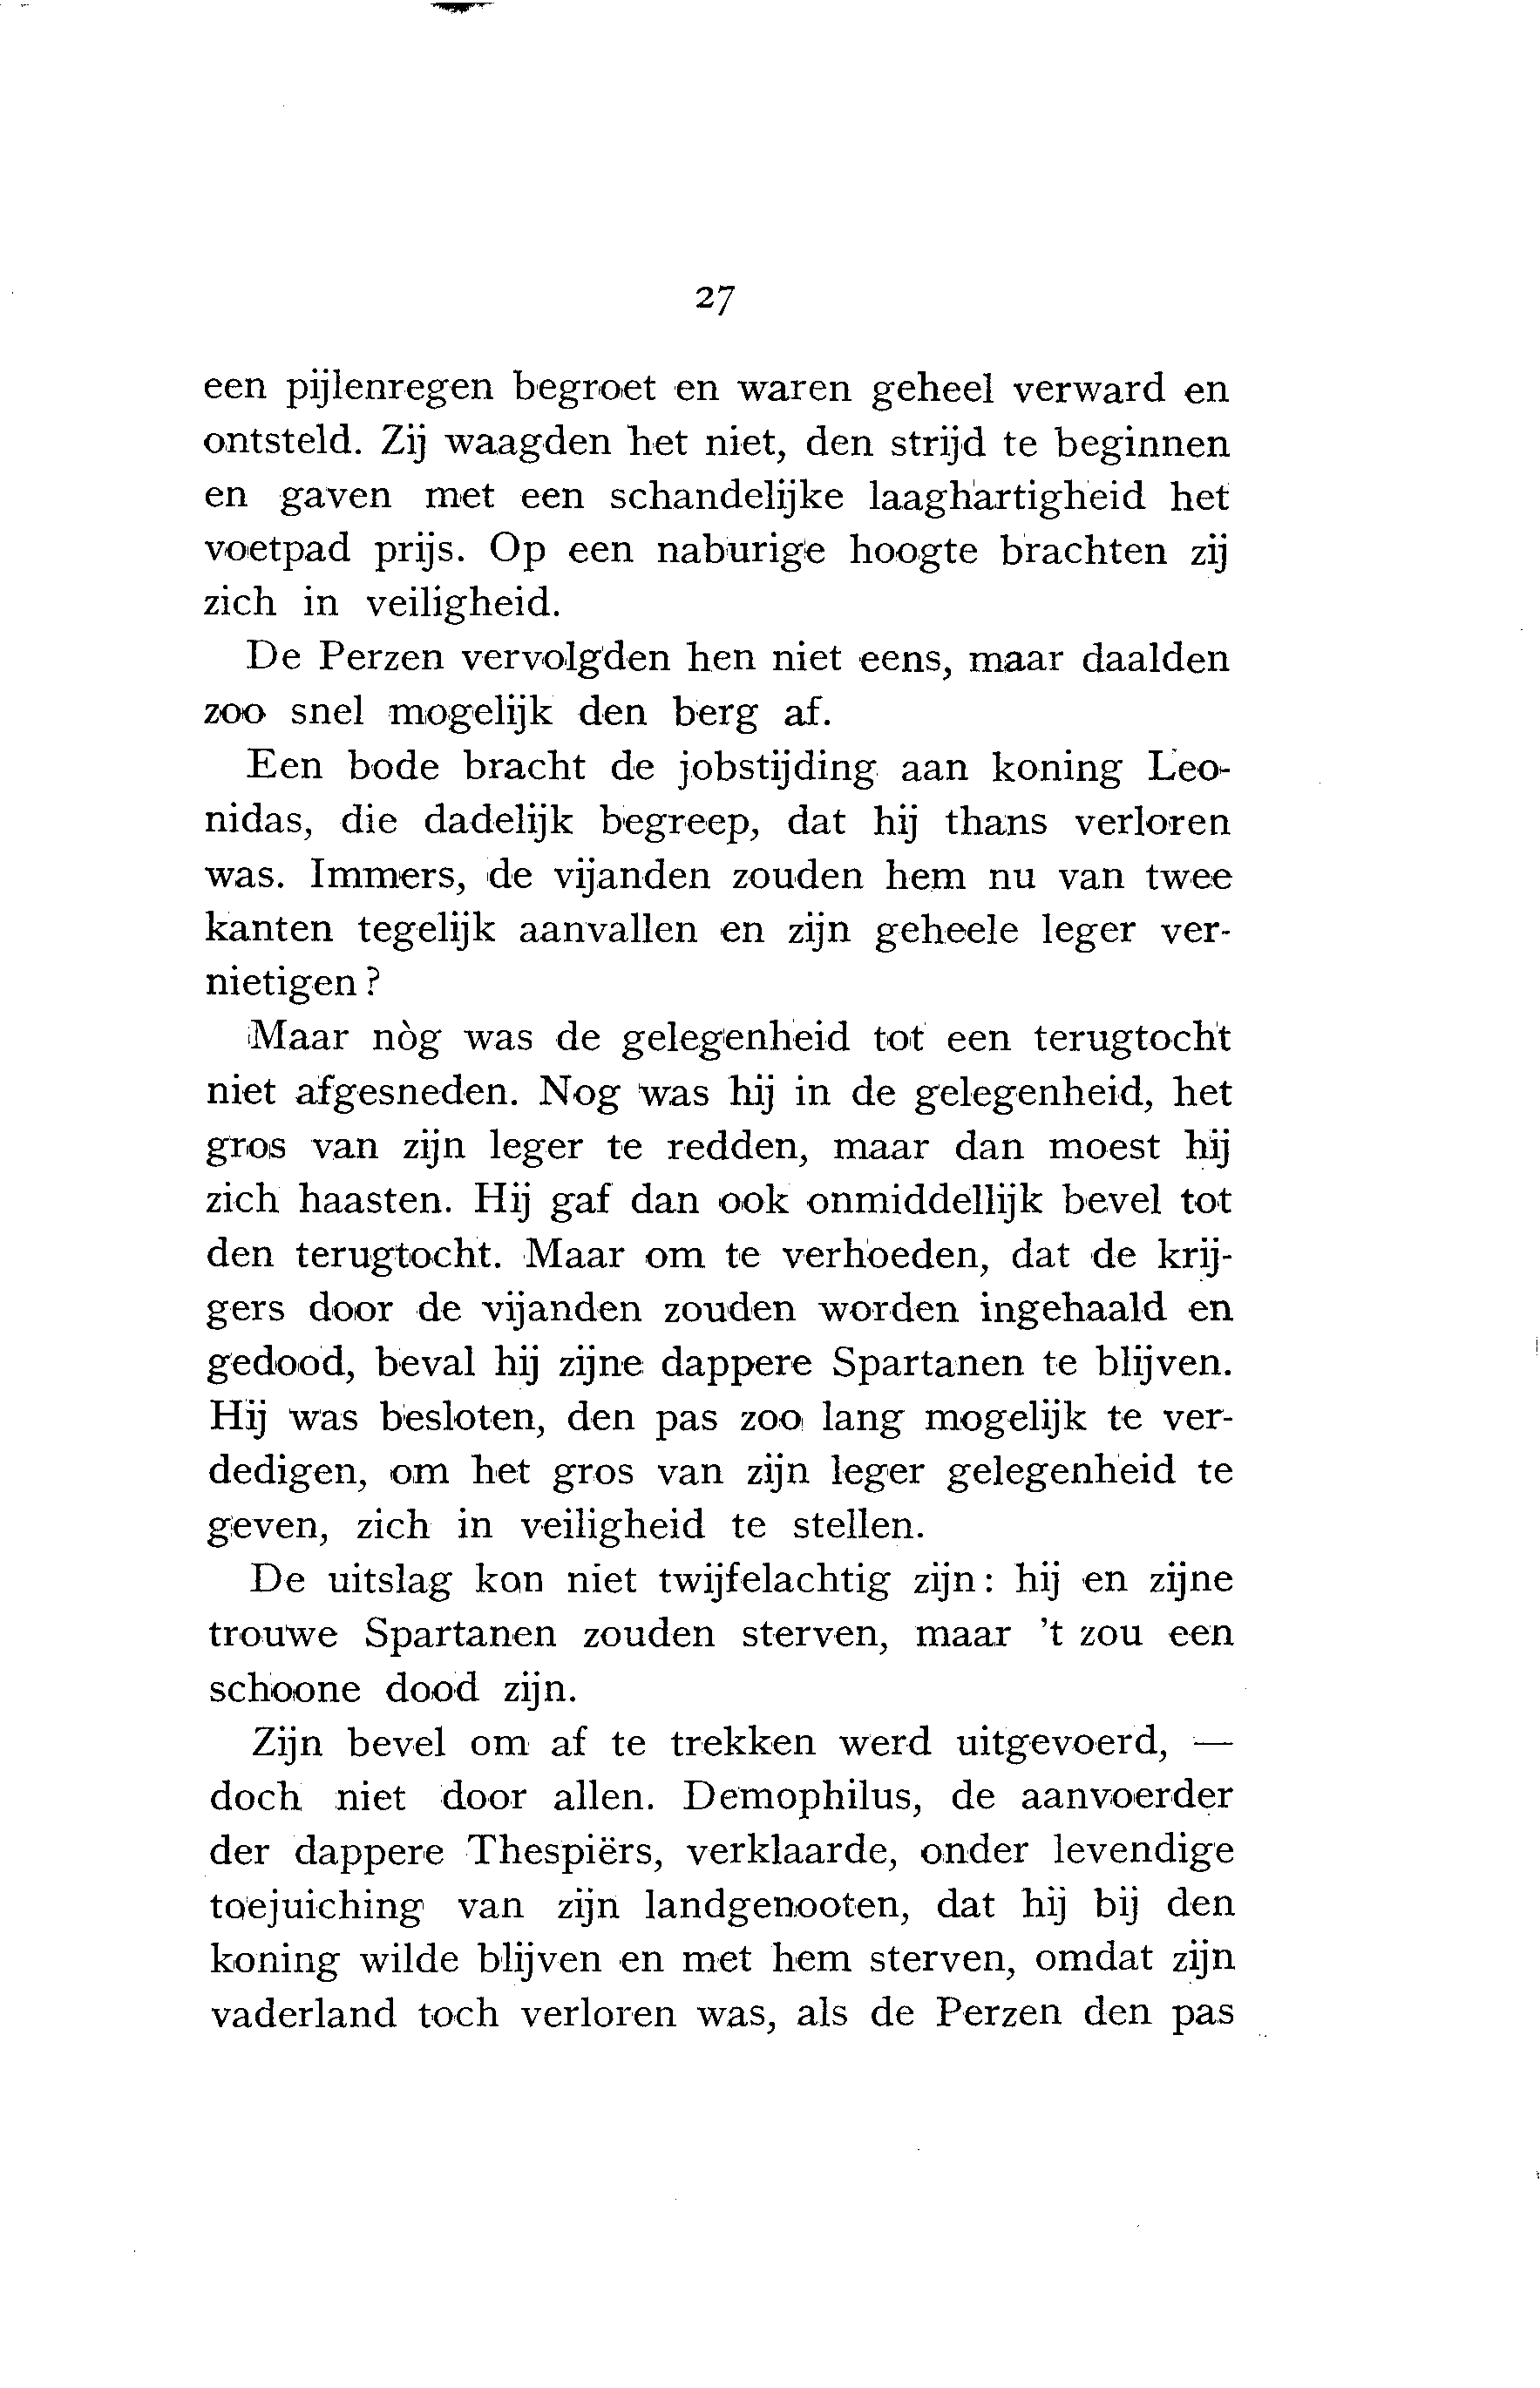 27
een pijlenregen begroet en waren geheel verward en
ontsteld. Zij waagden het niet, den strijd te beginnen
en gaven met een schandelijke laaghartigheid het
voetpad prijs. Op een naburige hoogte brachten zij
zich in veiligheid.
De Perzen vervolgden hen niet eens, maar daalden
zoo snel mogelijk den berg af.
Een bode bracht de jobstijding aan koning Leo-
nidas, die dadelijk begreep, dat hij thans verloren
was. Immers, de vijanden zouden hem nu van twee
kanten tegelijk aanvallen en zijn geheele leger ver-
nietigen?
Maar nòg was de gelegenheid tot een terugtocht
niet afgesneden. Nog was hij in de gelegenheid, het
gros van zijn leger te redden, maar dan moest hij
zich haasten. Hij gaf dan ook onmiddellijk bevel tot
den terugtocht. Maar om te verhoeden, dat de krij-
gers door de vijanden zouden worden ingehaald en
gedood, beval hij zijne dappere Spartanen te blijven.
Hij was besloten, den pas zoo lang mogelijk te ver-
dedigen, om het gros van zijn leger gelegenheid te
geven, zich in veiligheid te stellen.
De uitslag kon niet twijfelachtig zijn: hij en zijne
trouwe Spartanen zouden sterven, maar 't zou een
schoone dood zijn.
Zijn bevel om af te trekken werd uitgevoerd, —
doch niet door allen. Demophilus, de aanvoerder
der dappere Thespiërs, verklaarde, onder levendige
toejuiching van zijn landgenooten, dat hij bij den
koning wilde blijven en met hem sterven, omdat zijn
vaderland toch verloren was, als de Perzen den pas